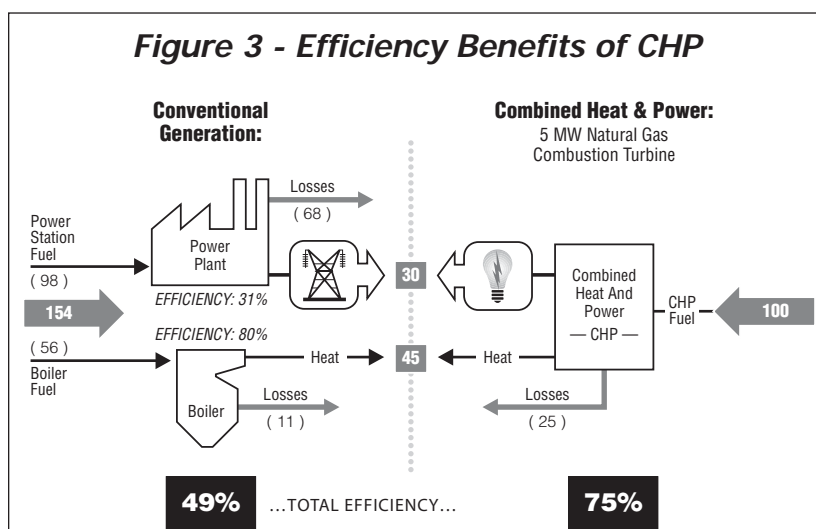 Figure 3 - Efficiency Benefits of CHP
Conventional
Generation:
Combined Heat & Power:
5 MW Natural Gas
Combustion Turbine
Losses
( 68 )
Power
Station
Fuel
( 98 )
Power
Plant
EFFICIENCY: 31%
30
Combined
Heat And
Power
— CHP —
CHP
Fuel
100
154
EFFICIENCY: 80%
( 56 )
Boiler
Fuel
Heat
45
Heat
Boiler
Losses
( 11 )
Losses
( 25 )
49%
...TOTAL EFFICIENCY...
75%